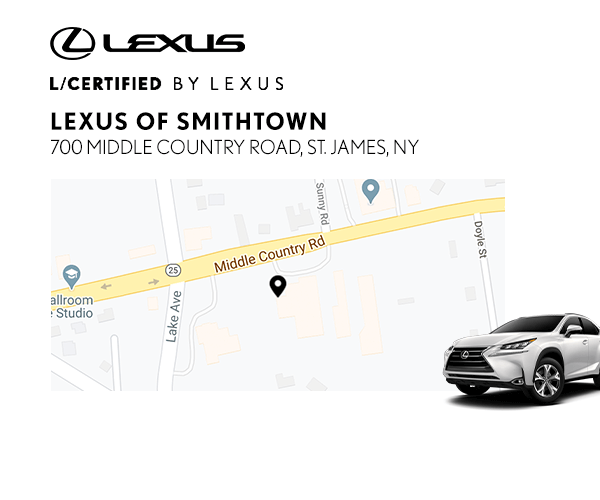 LEXUS
L/CERTIFIED BY LEXUS
LEXUS OF SMITHTOWN
700 MIDDLE COUNTRY ROAD, ST. JAMES, NY
Sunny Rd
Doyle St
Middle Country Rd
25
allroom
e Studio
Lake Ave